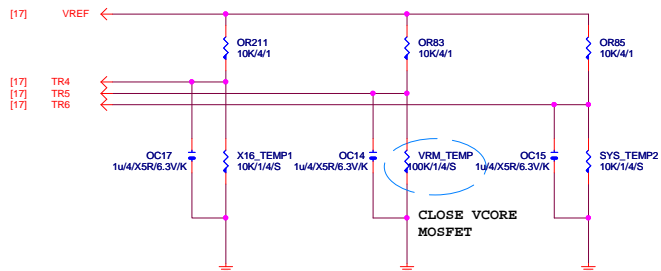 [17] VREF
OR211
10K/4/1
OR83
10K/4/1
OR85
10K/4/1
[17] TR4
[17] TR5
[17] TR6
OC17
1u/4/X5R/6.3V/K
X16_TEMP1
10K/1/4/S
OC14
1u/4/X5R/6.3V/K
VRM_TEMP
100K/1/4/S
OC15
1u/4/X5R/6.3V/K
SYS_TEMP2
10K/1/4/S
CLOSE VCORE
MOSFET